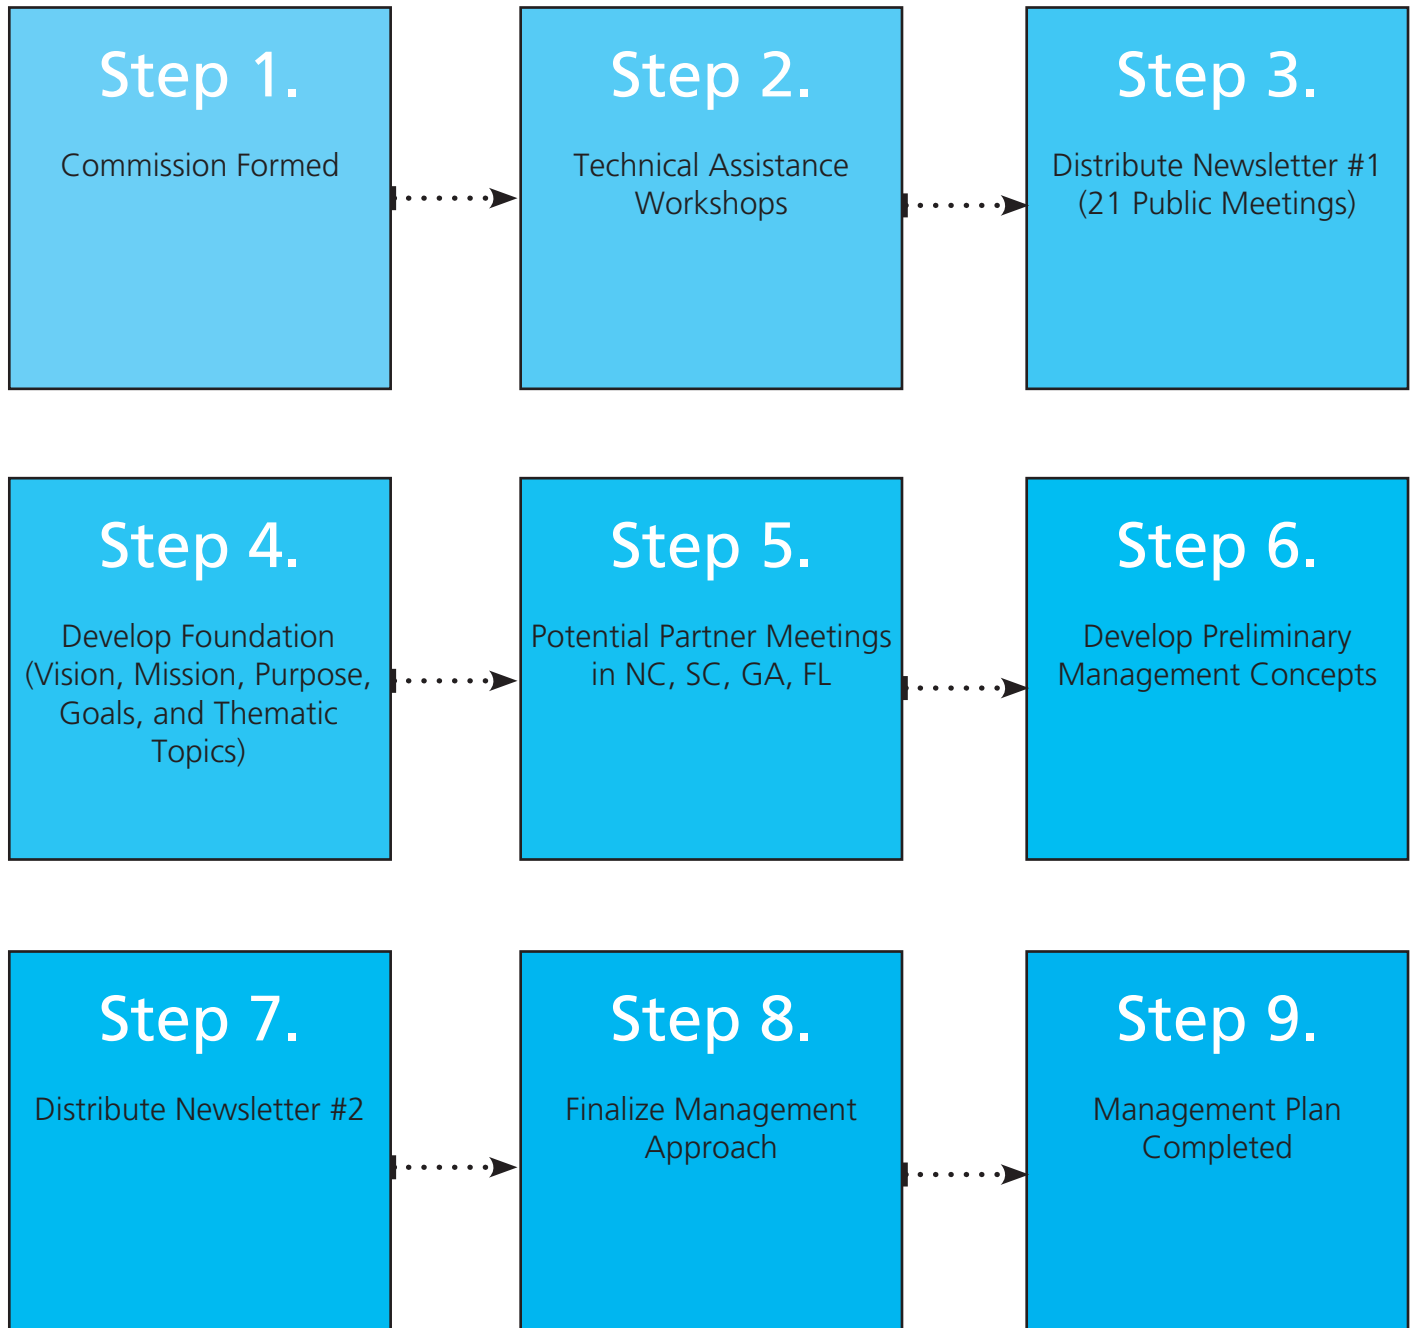 Step 1.
Commission Formed
Step 2.
Technical Assistance
Workshops
Step 3.
Distribute Newsletter #1
(21 Public Meetings)
Step 4.
Develop Foundation
(Vision, Mission, Purpose,
Goals, and Thematic
Topics)
Step 5.
Potential Partner Meetings
in NC, SC, GA, FL
Step 6.
Develop Preliminary
Management Concepts
Step 7.
Distribute Newsletter #2
Step 8.
Finalize Management
Approach
Step 9.
Management Plan
Completed